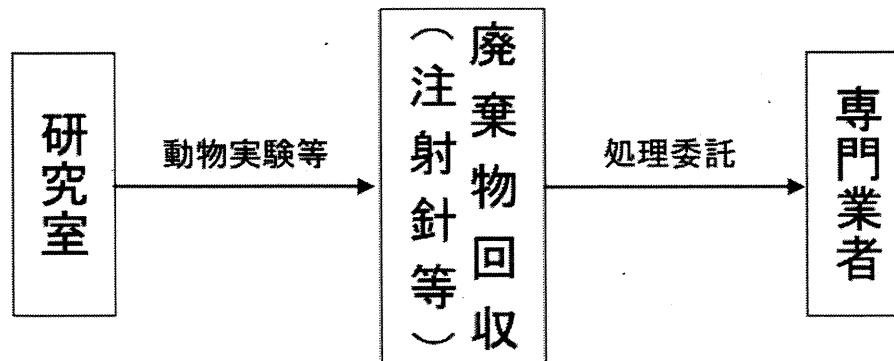 研究室
動物実験等
廃棄物回収
（注射針等）
処理委託
専門業者